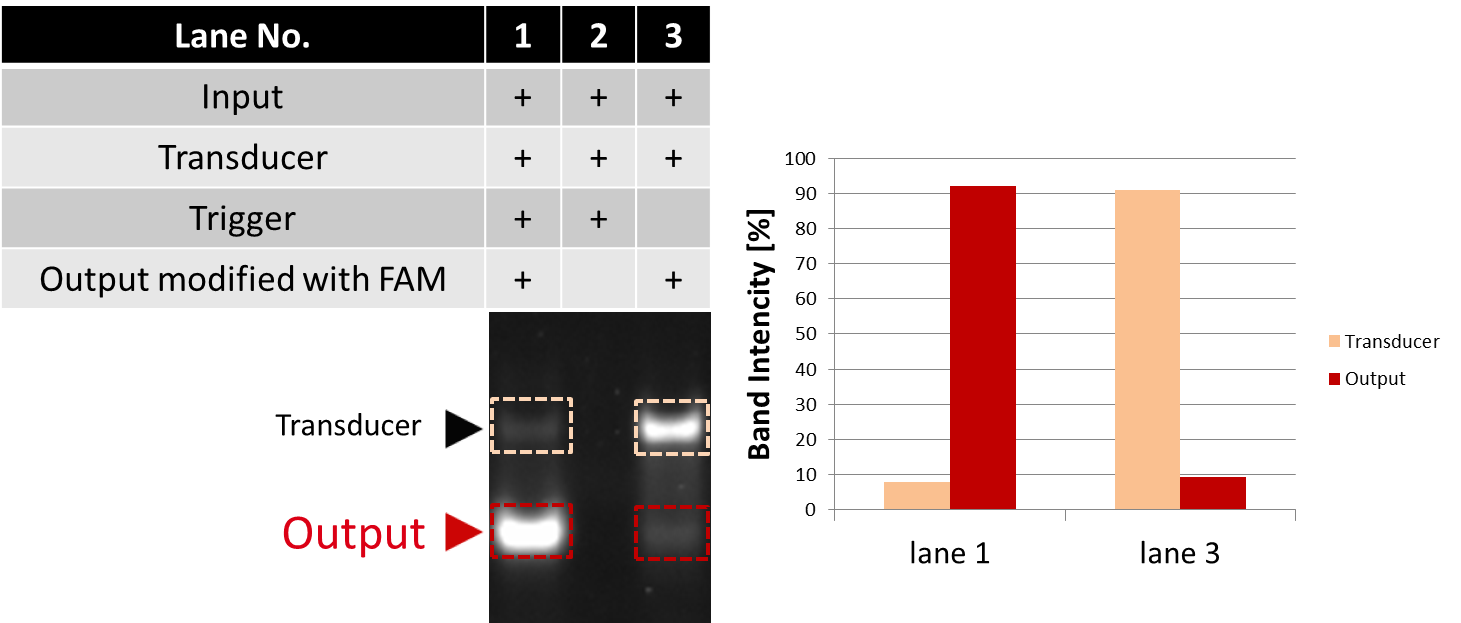 Lane No. 1 2 3
Input + + +
Transducer + + +
Trigger + +
Output modified with FAM + +
Transducer
Output
Band Intencity [%]
100
90
80
70
60
50
40
30
20
10
0
lane 1 lane 3
Transducer
Output